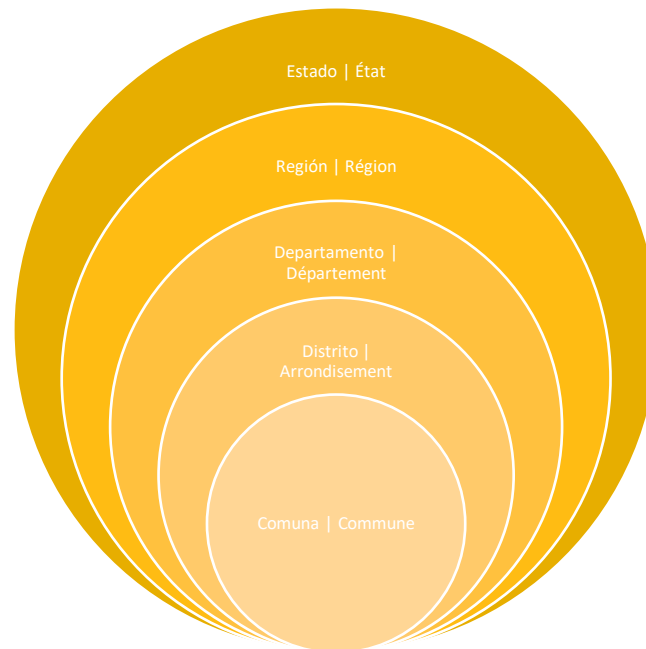 Estado | État
Región | Région
Departamento |
Département
Distrito |
Arrondisement
Comuna | Commune